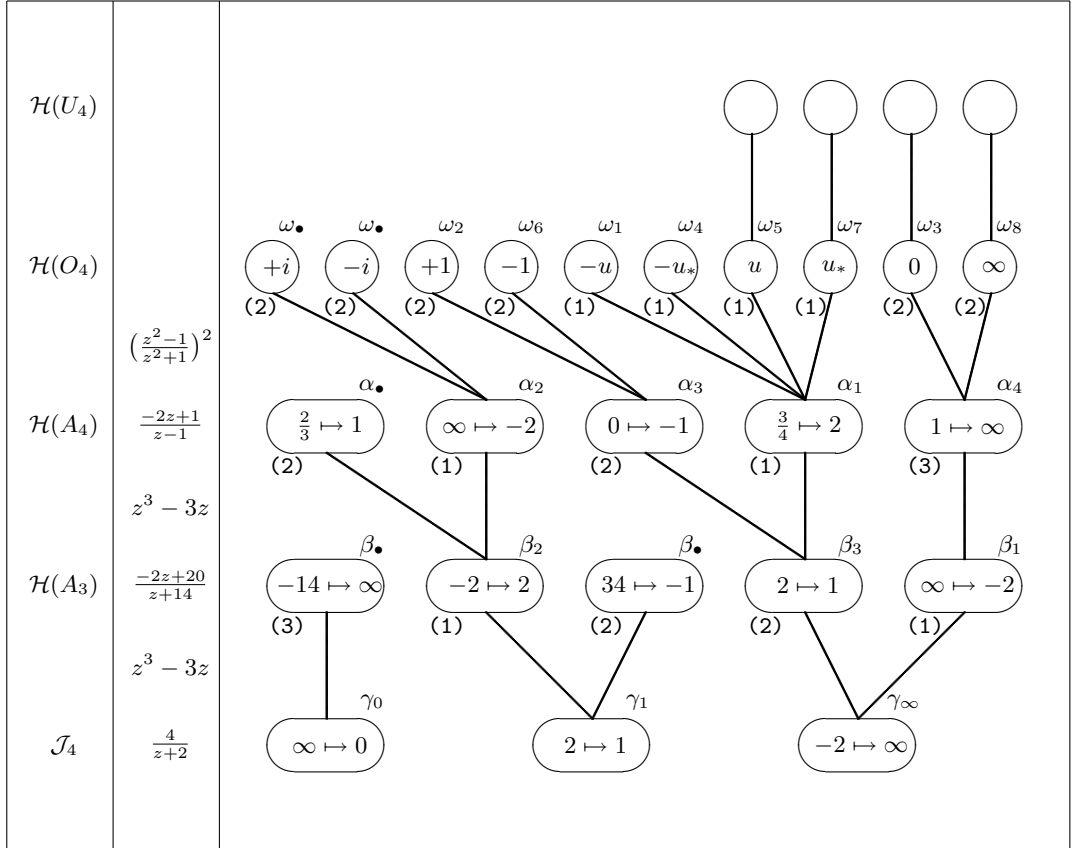 ℋ(U₄)
ω• ω• ω₂ ω₆ ω₁ ω₄ ω₅ ω₇ ω₃ ω₈
ℋ(O₄) +i −i +1 −1 −u −u* u u* 0 ∞
(2) (2) (2) (2) (1) (1) (1) (1) (2) (2)
((z²−1)/(z²+1))²
α• α₂ α₃ α₁ α₄
ℋ(A₄) (−2z+1)/(z−1) 2/3 ↦ 1 ∞ ↦ −2 0 ↦ −1 3/4 ↦ 2 1 ↦ ∞
(2) (1) (2) (1) (3)
z³ − 3z
β• β₂ β• β₃ β₁
ℋ(A₃) (−2z+20)/(z+14) −14 ↦ ∞ −2 ↦ 2 34 ↦ −1 2 ↦ 1 ∞ ↦ −2
(3) (1) (2) (2) (1)
z³ − 3z
γ₀ γ₁ γ∞
𝒥₄ 4/(z+2) ∞ ↦ 0 2 ↦ 1 −2 ↦ ∞